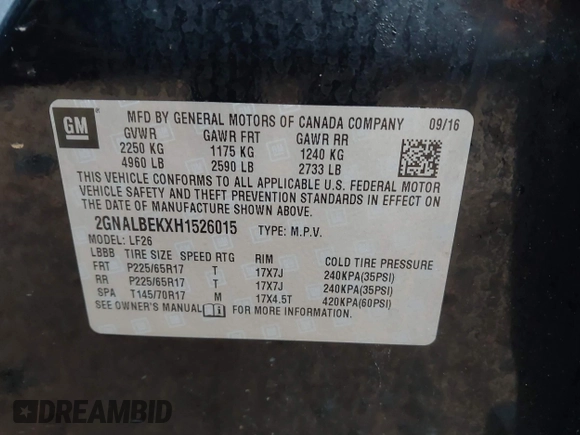 GM
MFD BY GENERAL MOTORS OF CANADA COMPANY 09/16
GVWR GAWR FRT GAWR RR
2250 KG 1175 KG 1240 KG
4960 LB 2590 LB 2733 LB
THIS VEHICLE CONFORMS TO ALL APPLICABLE U.S. FEDERAL MOTOR
VEHICLE SAFETY AND THEFT PREVENTION STANDARDS IN EFFECT ON
THE DATE OF MANUFACTURE SHOWN ABOVE.
2GNALBEKXH1526015 TYPE: M.P.V.
MODEL: LF26
LBBB TIRE SIZE SPEED RTG RIM COLD TIRE PRESSURE
FRT P225/65R17 T 17X7J 240KPA(35PSI)
RR P225/65R17 T 17X7J 240KPA(35PSI)
SPA T145/70R17 M 17X4.5T 420KPA(60PSI)
SEE OWNER'S MANUAL FOR MORE INFORMATION.
DREAMBID